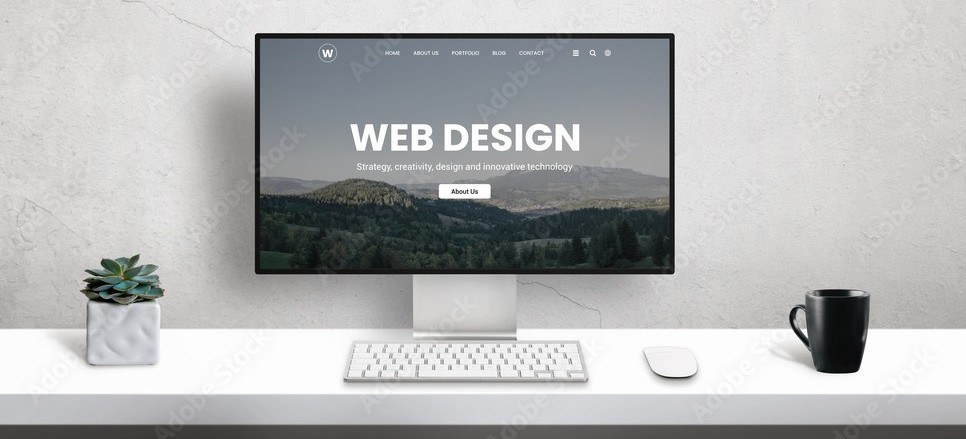 W HOME ABOUT US PORTFOLIO BLOG CONTACT
WEB DESIGN
Strategy, creativity, design and innovative technology
About Us
Adobe Stock